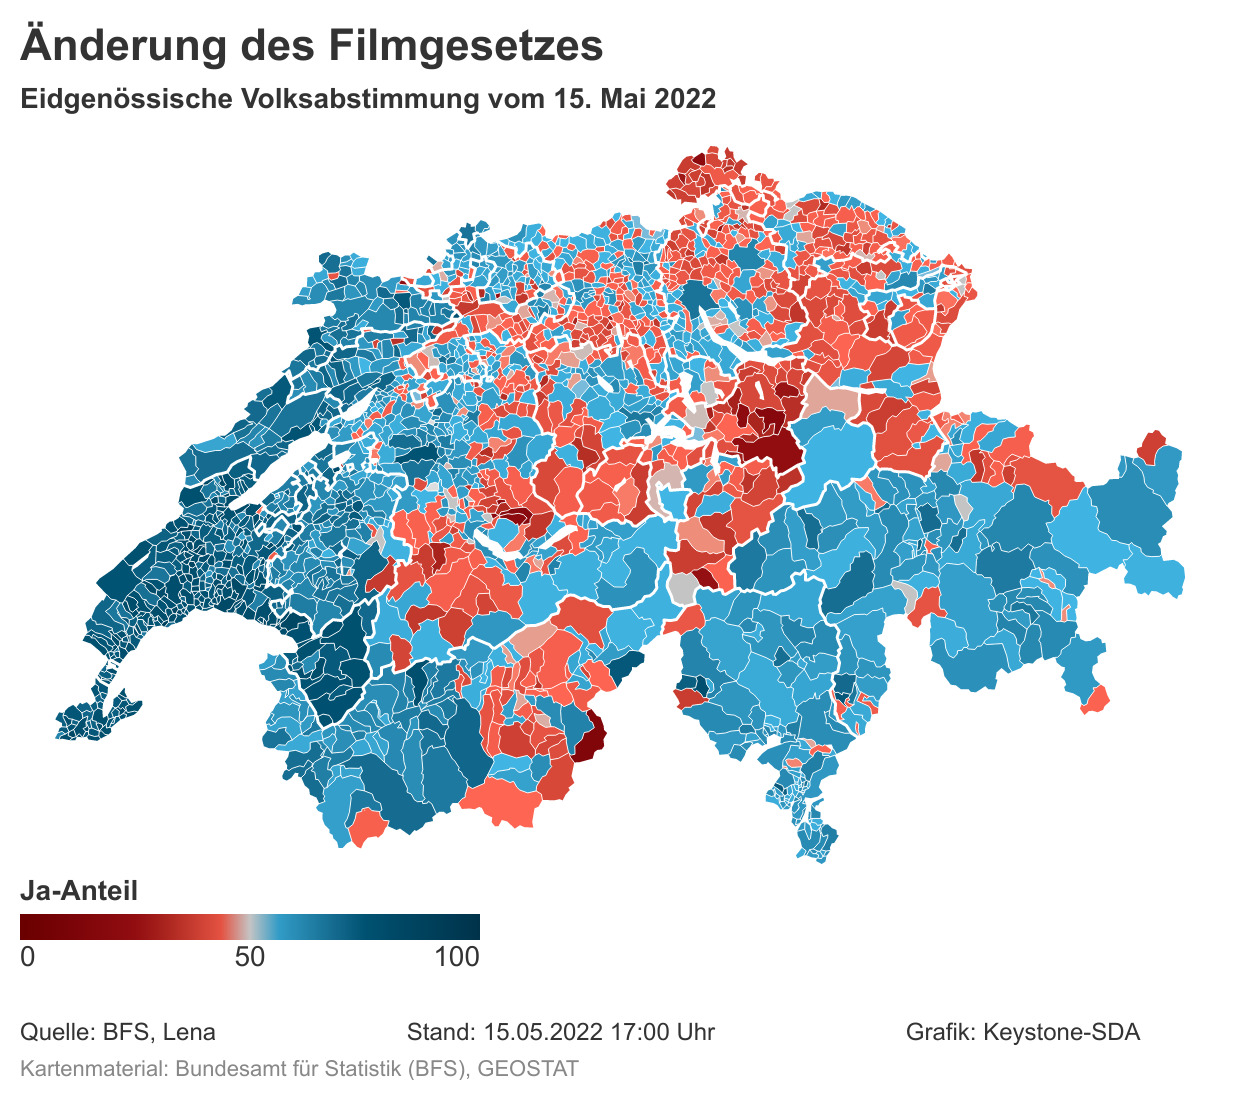 Änderung des Filmgesetzes
Eidgenössische Volksabstimmung vom 15. Mai 2022
Ja-Anteil
0 50 100
Quelle: BFS, Lena Stand: 15.05.2022 17:00 Uhr Grafik: Keystone-SDA
Kartenmaterial: Bundesamt für Statistik (BFS), GEOSTAT